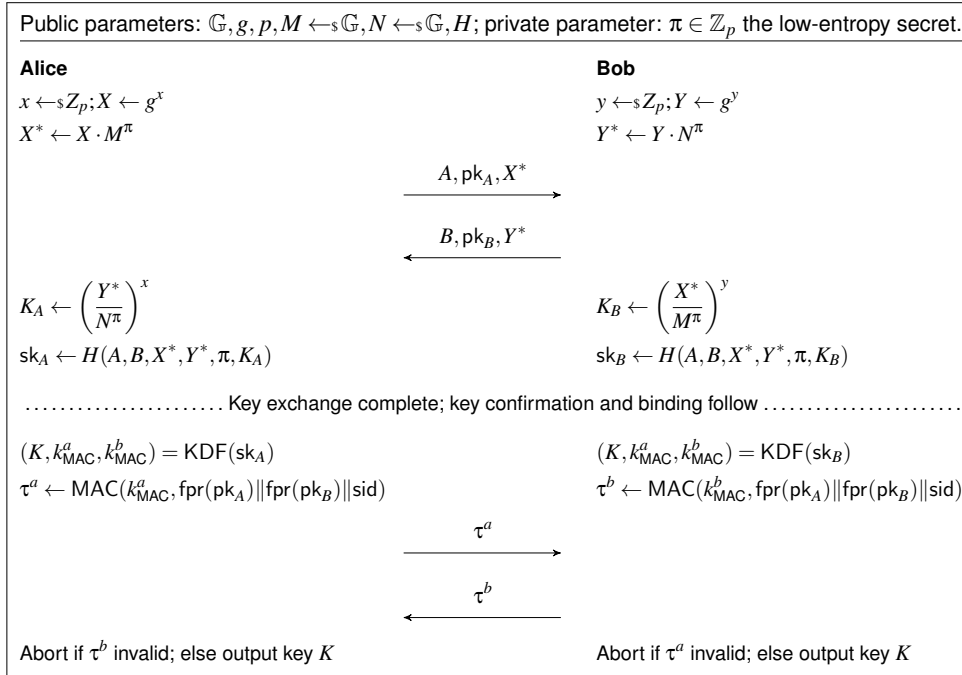 Public parameters: 𝔾, g, p, M ←$ 𝔾, N ←$ 𝔾, H; private parameter: π ∈ ℤ_p the low-entropy secret.
Alice Bob
x ←$ Z_p; X ← g^x y ←$ Z_p; Y ← g^y
X* ← X · M^π Y* ← Y · N^π
A, pk_A, X*
B, pk_B, Y*
K_A ← (Y*/N^π)^x K_B ← (X*/M^π)^y
sk_A ← H(A, B, X*, Y*, π, K_A) sk_B ← H(A, B, X*, Y*, π, K_B)
........................ Key exchange complete; key confirmation and binding follow ........................
(K, k^a_MAC, k^b_MAC) = KDF(sk_A) (K, k^a_MAC, k^b_MAC) = KDF(sk_B)
τ^a ← MAC(k^a_MAC, fpr(pk_A)‖fpr(pk_B)‖sid) τ^b ← MAC(k^b_MAC, fpr(pk_A)‖fpr(pk_B)‖sid)
τ^a
τ^b
Abort if τ^b invalid; else output key K Abort if τ^a invalid; else output key K